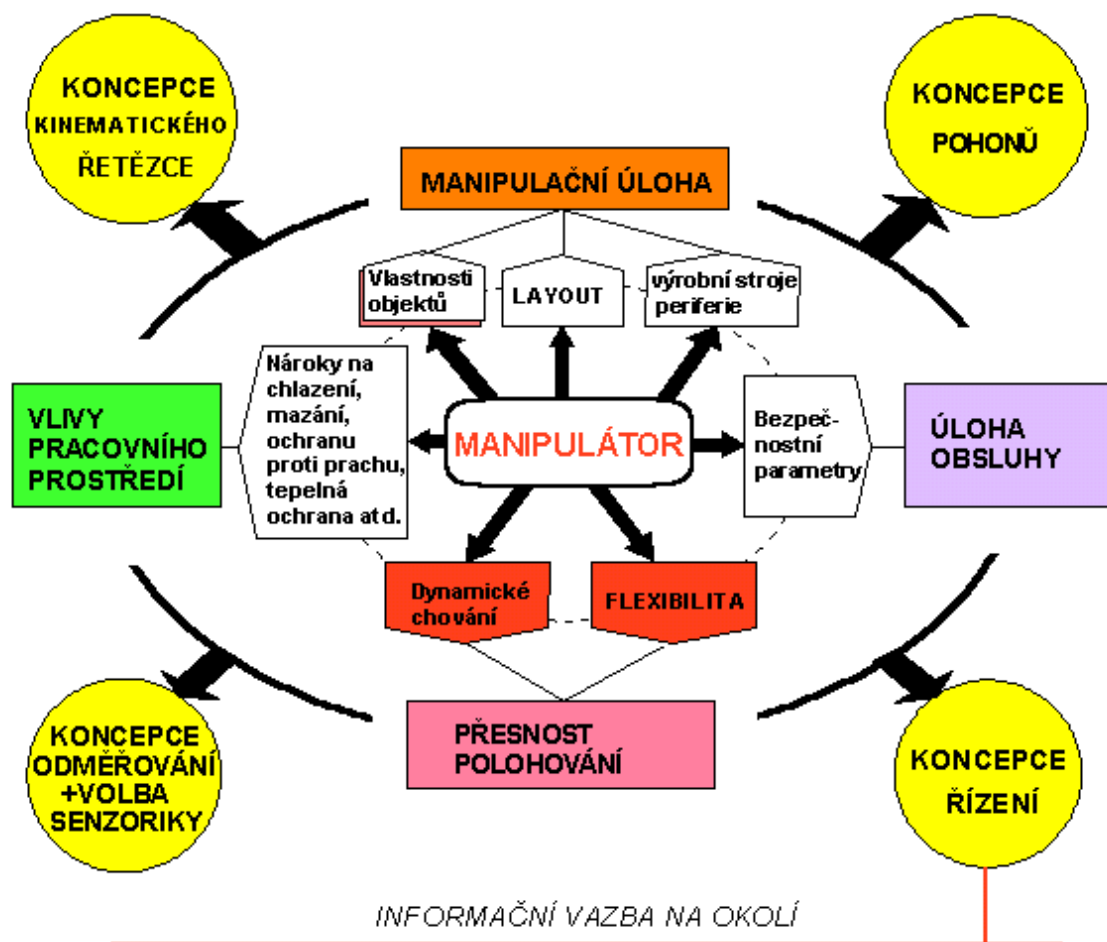 KONCEPCE
KINEMATICKÉHO
ŘETĚZCE
KONCEPCE
POHONŮ
MANIPULAČNÍ ÚLOHA
Vlastnosti
objektů
LAYOUT
výrobní stroje
periferie
VLIVY
PRACOVNÍHO
PROSTŘEDÍ
Nároky na
chlazení,
mazání,
ochranu
proti prachu,
tepelná
ochrana atd.
MANIPULÁTOR
Bezpeč-
nostní
parametry
ÚLOHA
OBSLUHY
Dynamické
chování
FLEXIBILITA
PŘESNOST
POLOHOVÁNÍ
KONCEPCE
ODMĚŘOVÁNÍ
+VOLBA
SENZORIKY
KONCEPCE
ŘÍZENÍ
INFORMAČNÍ VAZBA NA OKOLÍ